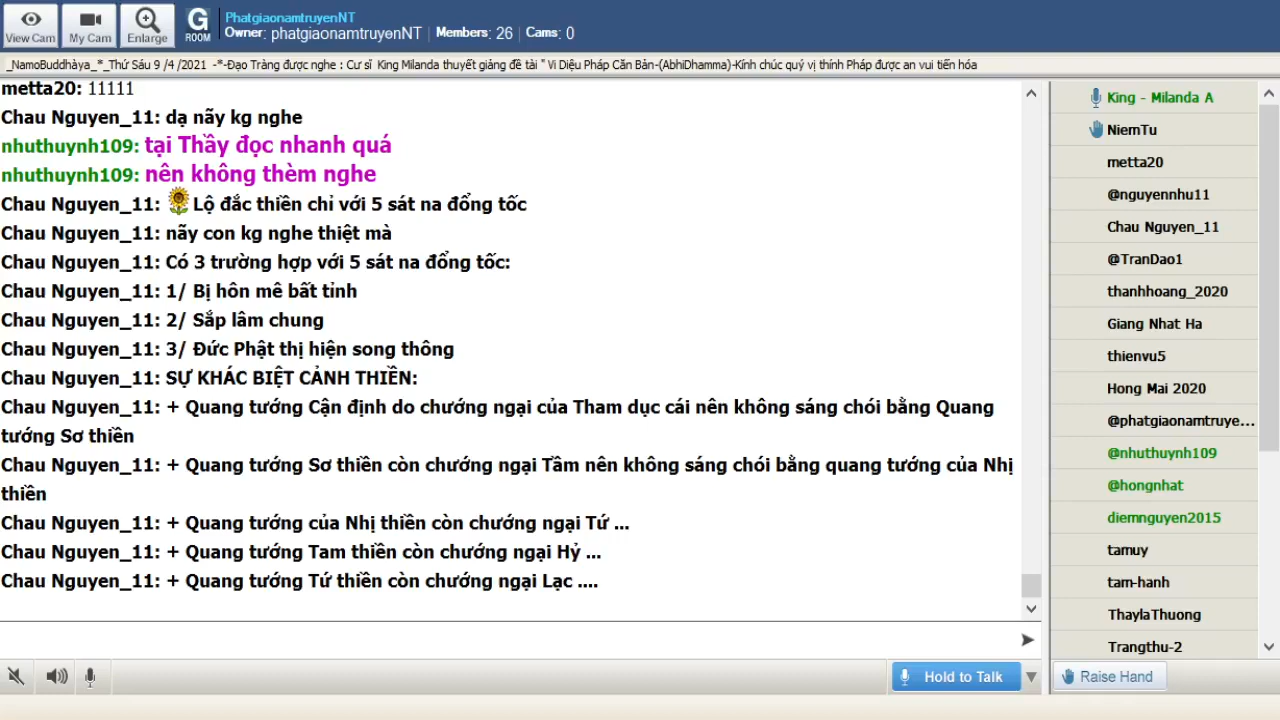 View Cam
My Cam
Enlarge
G
ROOM
PhatgiaonamtruyenNT
Owner: phatgiaonamtruyenNT | Members: 26 | Cams: 0
_NamoBuddhàya_*_Thứ Sáu 9 /4 /2021 -*-Đạo Tràng được nghe : Cư sĩ King Milanda thuyết giảng đề tài " Vi Diệu Pháp Căn Bản-(AbhiDhamma)-Kính chúc quý vị thính Pháp được an vui tiến hóa
metta20: 11111
Chau Nguyen_11: dạ nãy kg nghe
nhuthuynh109: tại Thầy đọc nhanh quá
nhuthuynh109: nên không thèm nghe
Chau Nguyen_11: Lộ đắc thiền chỉ với 5 sát na đổng tốc
Chau Nguyen_11: nãy con kg nghe thiệt mà
Chau Nguyen_11: Có 3 trường hợp với 5 sát na đổng tốc:
Chau Nguyen_11: 1/ Bị hôn mê bất tỉnh
Chau Nguyen_11: 2/ Sắp lâm chung
Chau Nguyen_11: 3/ Đức Phật thị hiện song thông
Chau Nguyen_11: SỰ KHÁC BIỆT CẢNH THIỀN:
Chau Nguyen_11: + Quang tướng Cận định do chướng ngại của Tham dục cái nên không sáng chói bằng Quang
tướng Sơ thiền
Chau Nguyen_11: + Quang tướng Sơ thiền còn chướng ngại Tầm nên không sáng chói bằng quang tướng của Nhị
thiền
Chau Nguyen_11: + Quang tướng của Nhị thiền còn chướng ngại Tứ ...
Chau Nguyen_11: + Quang tướng Tam thiền còn chướng ngại Hỷ ...
Chau Nguyen_11: + Quang tướng Tứ thiền còn chướng ngại Lạc ....
King - Milanda A
NiemTu
metta20
@nguyennhu11
Chau Nguyen_11
@TranDao1
thanhhoang_2020
Giang Nhat Ha
thienvu5
Hong Mai 2020
@phatgiaonamtruye...
@nhuthuynh109
@hongnhat
diemnguyen2015
tamuy
tam-hanh
ThaylaThuong
Trangthu-2
Hold to Talk
Raise Hand